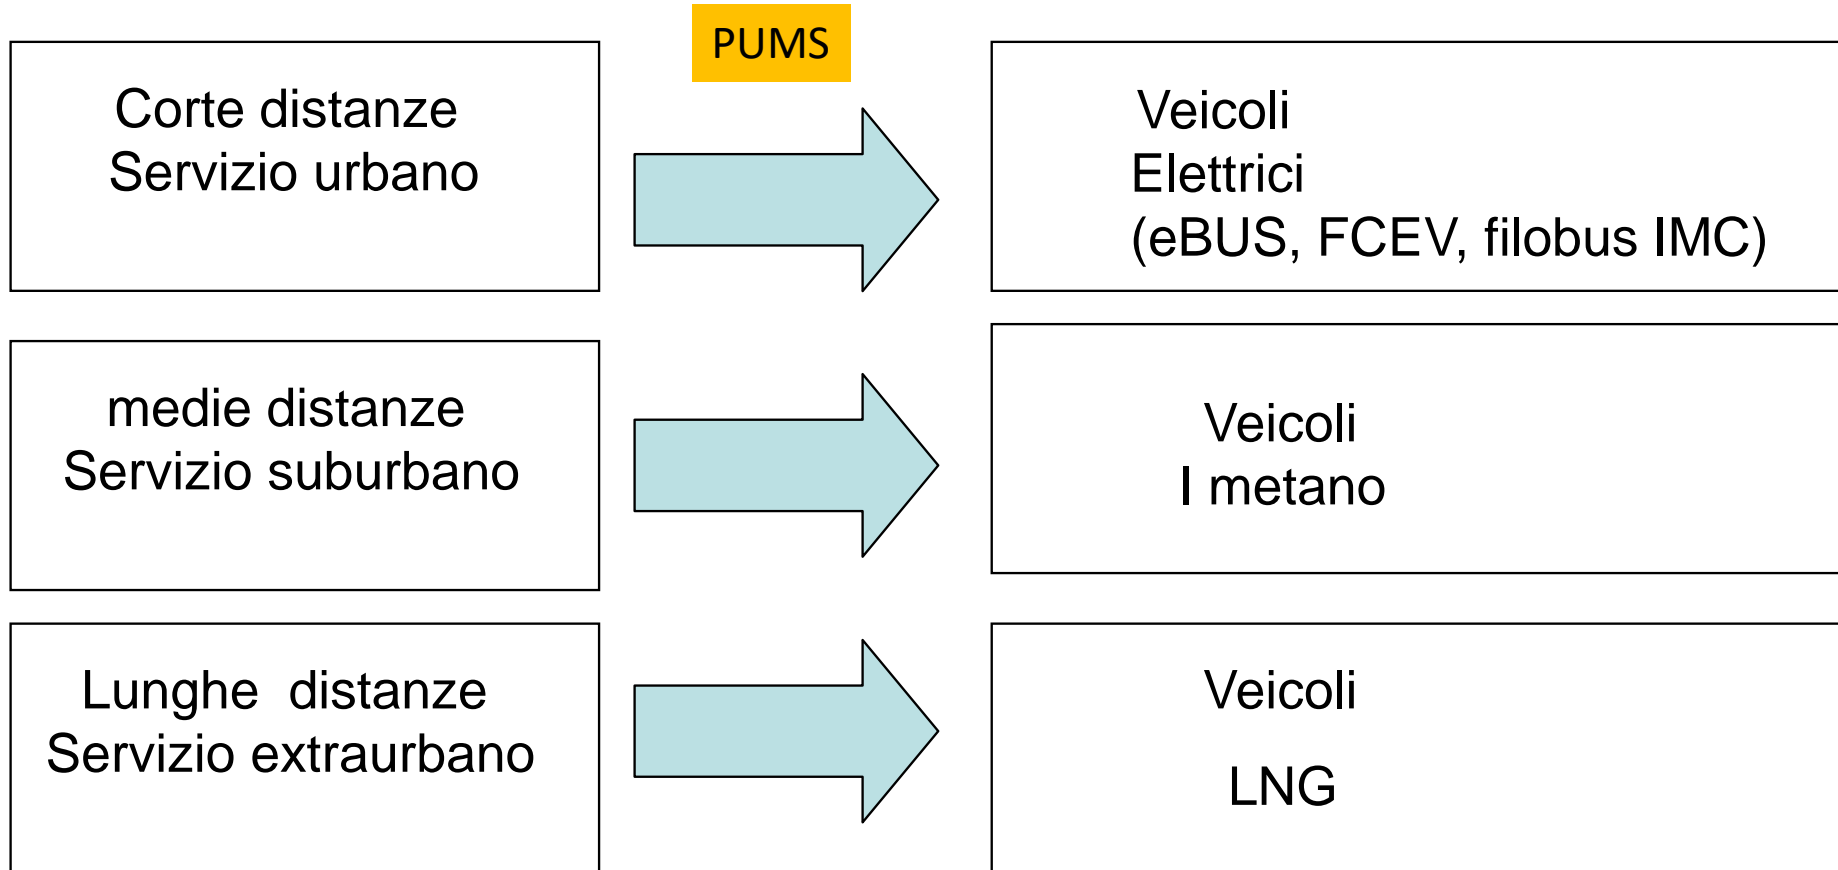 PUMS
Corte distanze
Servizio urbano
Veicoli
Elettrici
(eBUS, FCEV, filobus IMC)
medie distanze
Servizio suburbano
Veicoli
I metano
Lunghe distanze
Servizio extraurbano
Veicoli
LNG